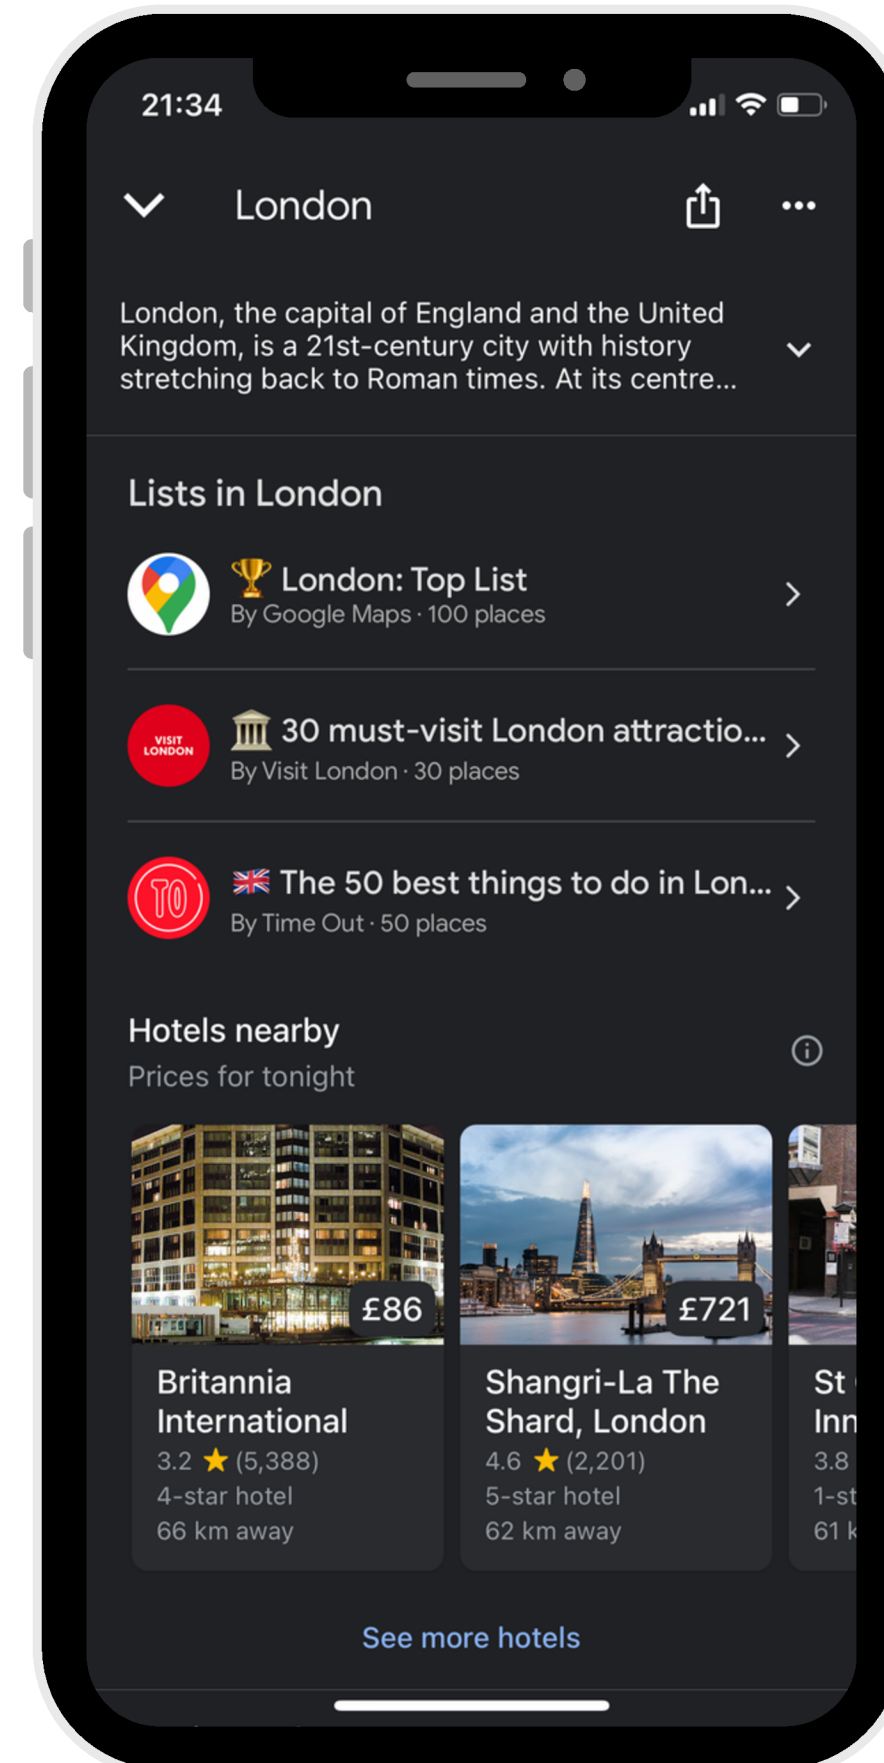 21:34
London
London, the capital of England and the United
Kingdom, is a 21st-century city with history
stretching back to Roman times. At its centre...
Lists in London
🏆 London: Top List
By Google Maps · 100 places
VISIT
LONDON
🏛️ 30 must-visit London attractio...
By Visit London · 30 places
TO
🇬🇧 The 50 best things to do in Lon...
By Time Out · 50 places
Hotels nearby
Prices for tonight
£86
£721
Britannia
International
3.2 ★ (5,388)
4-star hotel
66 km away
Shangri-La The
Shard, London
4.6 ★ (2,201)
5-star hotel
62 km away
St
Inn
3.8
1-st
61 k
See more hotels